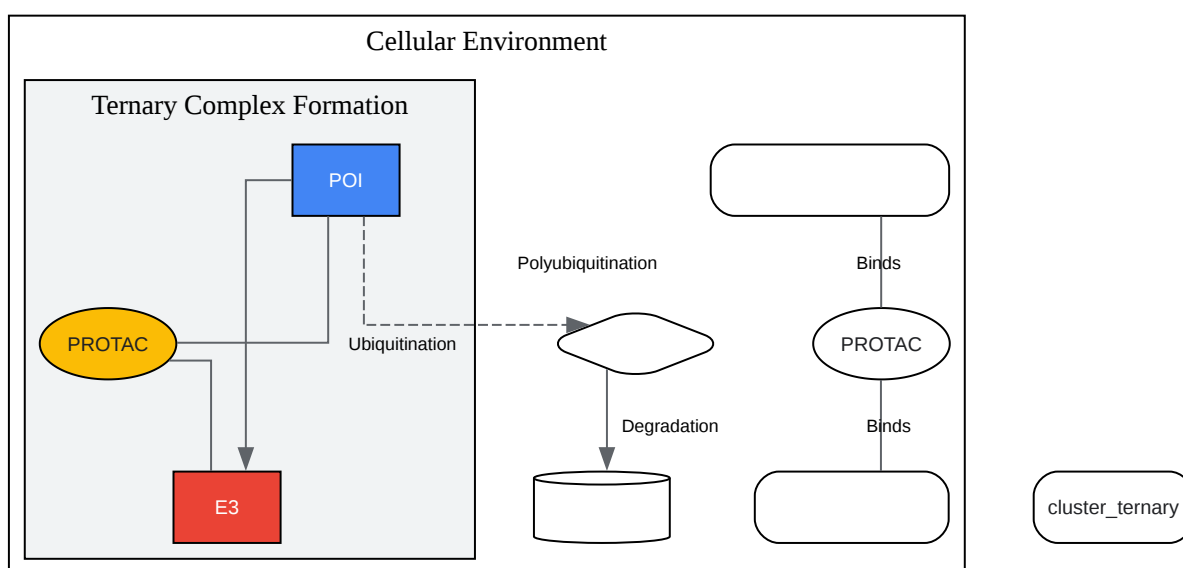 Cellular Environment
Ternary Complex Formation
POI
Polyubiquitination
Binds
PROTAC
Ubiquitination
PROTAC
Degradation
Binds
E3
cluster_ternary